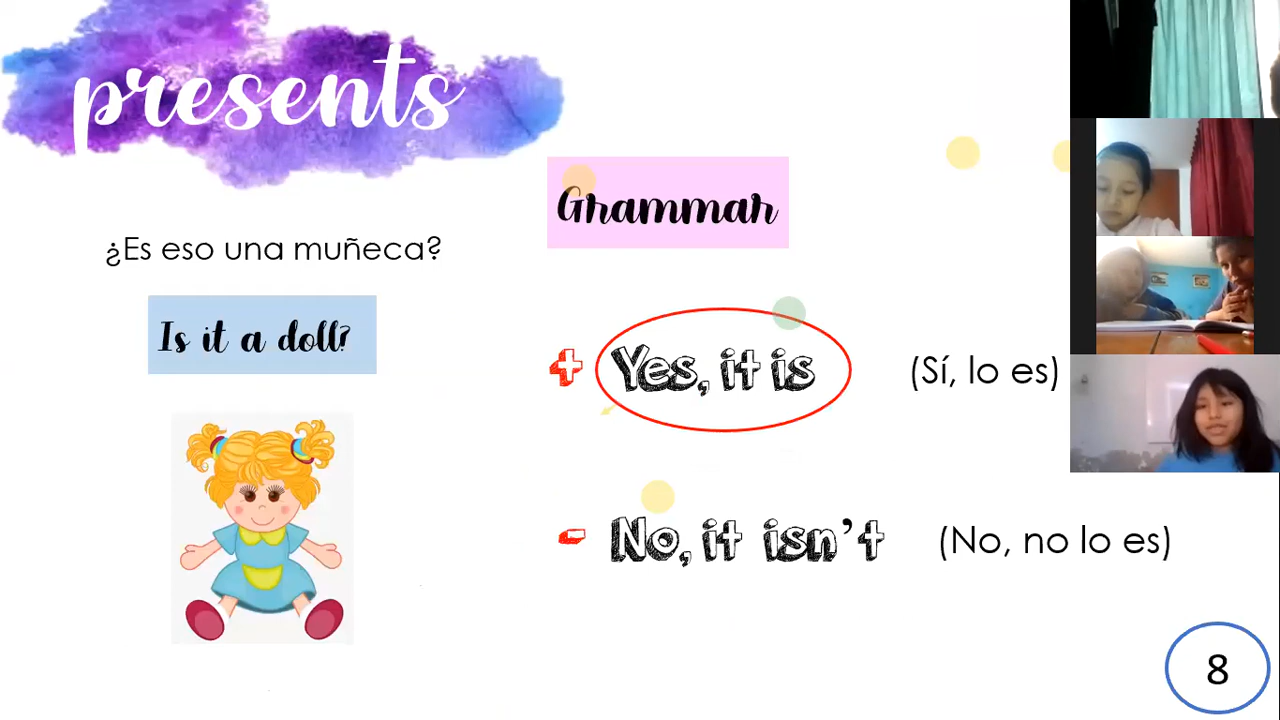 presents
Grammar
¿Es eso una muñeca?
Is it a doll?
+ Yes, it is (Sí, lo es)
- No, it isn't (No, no lo es)
8